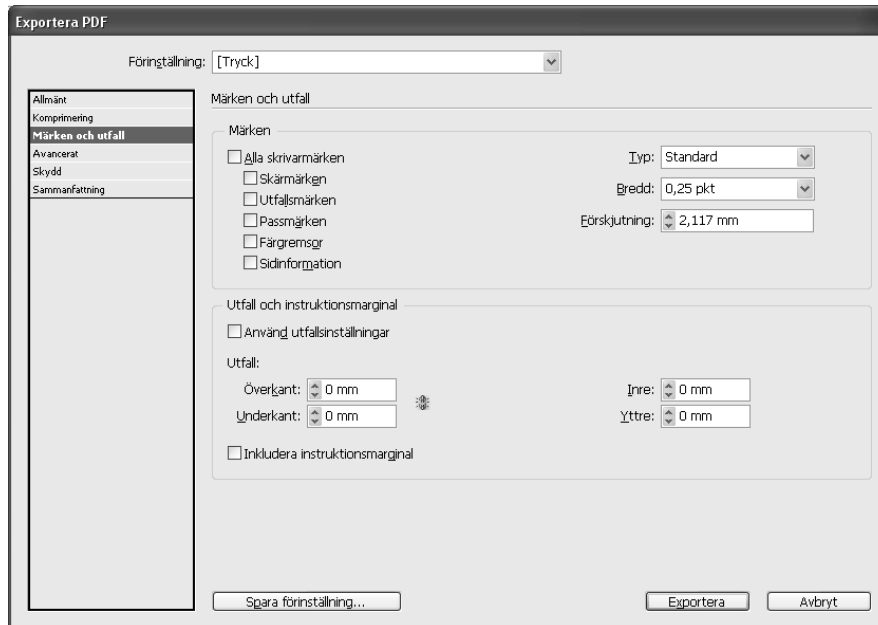 Exportera PDF
Förinställning: [Tryck]
Allmänt
Komprimering
Märken och utfall
Avancerat
Skydd
Sammanfattning
Märken och utfall
Märken
Alla skrivarmärken
Skärmärken
Utfallsmärken
Passmärken
Färgremsor
Sidinformation
Typ: Standard
Bredd: 0,25 pkt
Förskjutning: 2,117 mm
Utfall och instruktionsmarginal
Använd utfallsinställningar
Utfall:
Överkant: 0 mm
Underkant: 0 mm
Inre: 0 mm
Yttre: 0 mm
Inkludera instruktionsmarginal
Spara förinställning...
Exportera
Avbryt